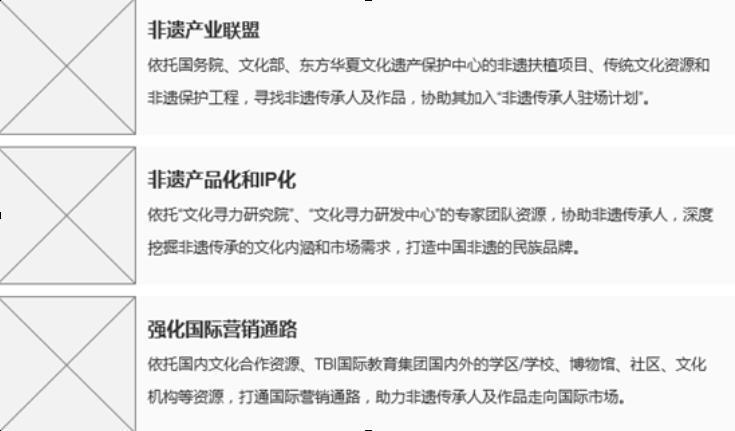 非遗产业联盟
依托国务院、文化部、东方华夏文化遗产保护中心的非遗扶植项目、传统文化资源和
非遗保护工程，寻找非遗传承人及作品，协助其加入“非遗传承人驻场计划”。
非遗产品化和IP化
依托“文化寻力研究院”、“文化寻力研发中心”的专家团队资源，协助非遗传承人，深度
挖掘非遗传承的文化内涵和市场需求，打造中国非遗的民族品牌。
强化国际营销通路
依托国内文化合作资源、TBI国际教育集团国内外的学区/学校、博物馆、社区、文化
机构等资源，打通国际营销通路，助力非遗传承人及作品走向国际市场。